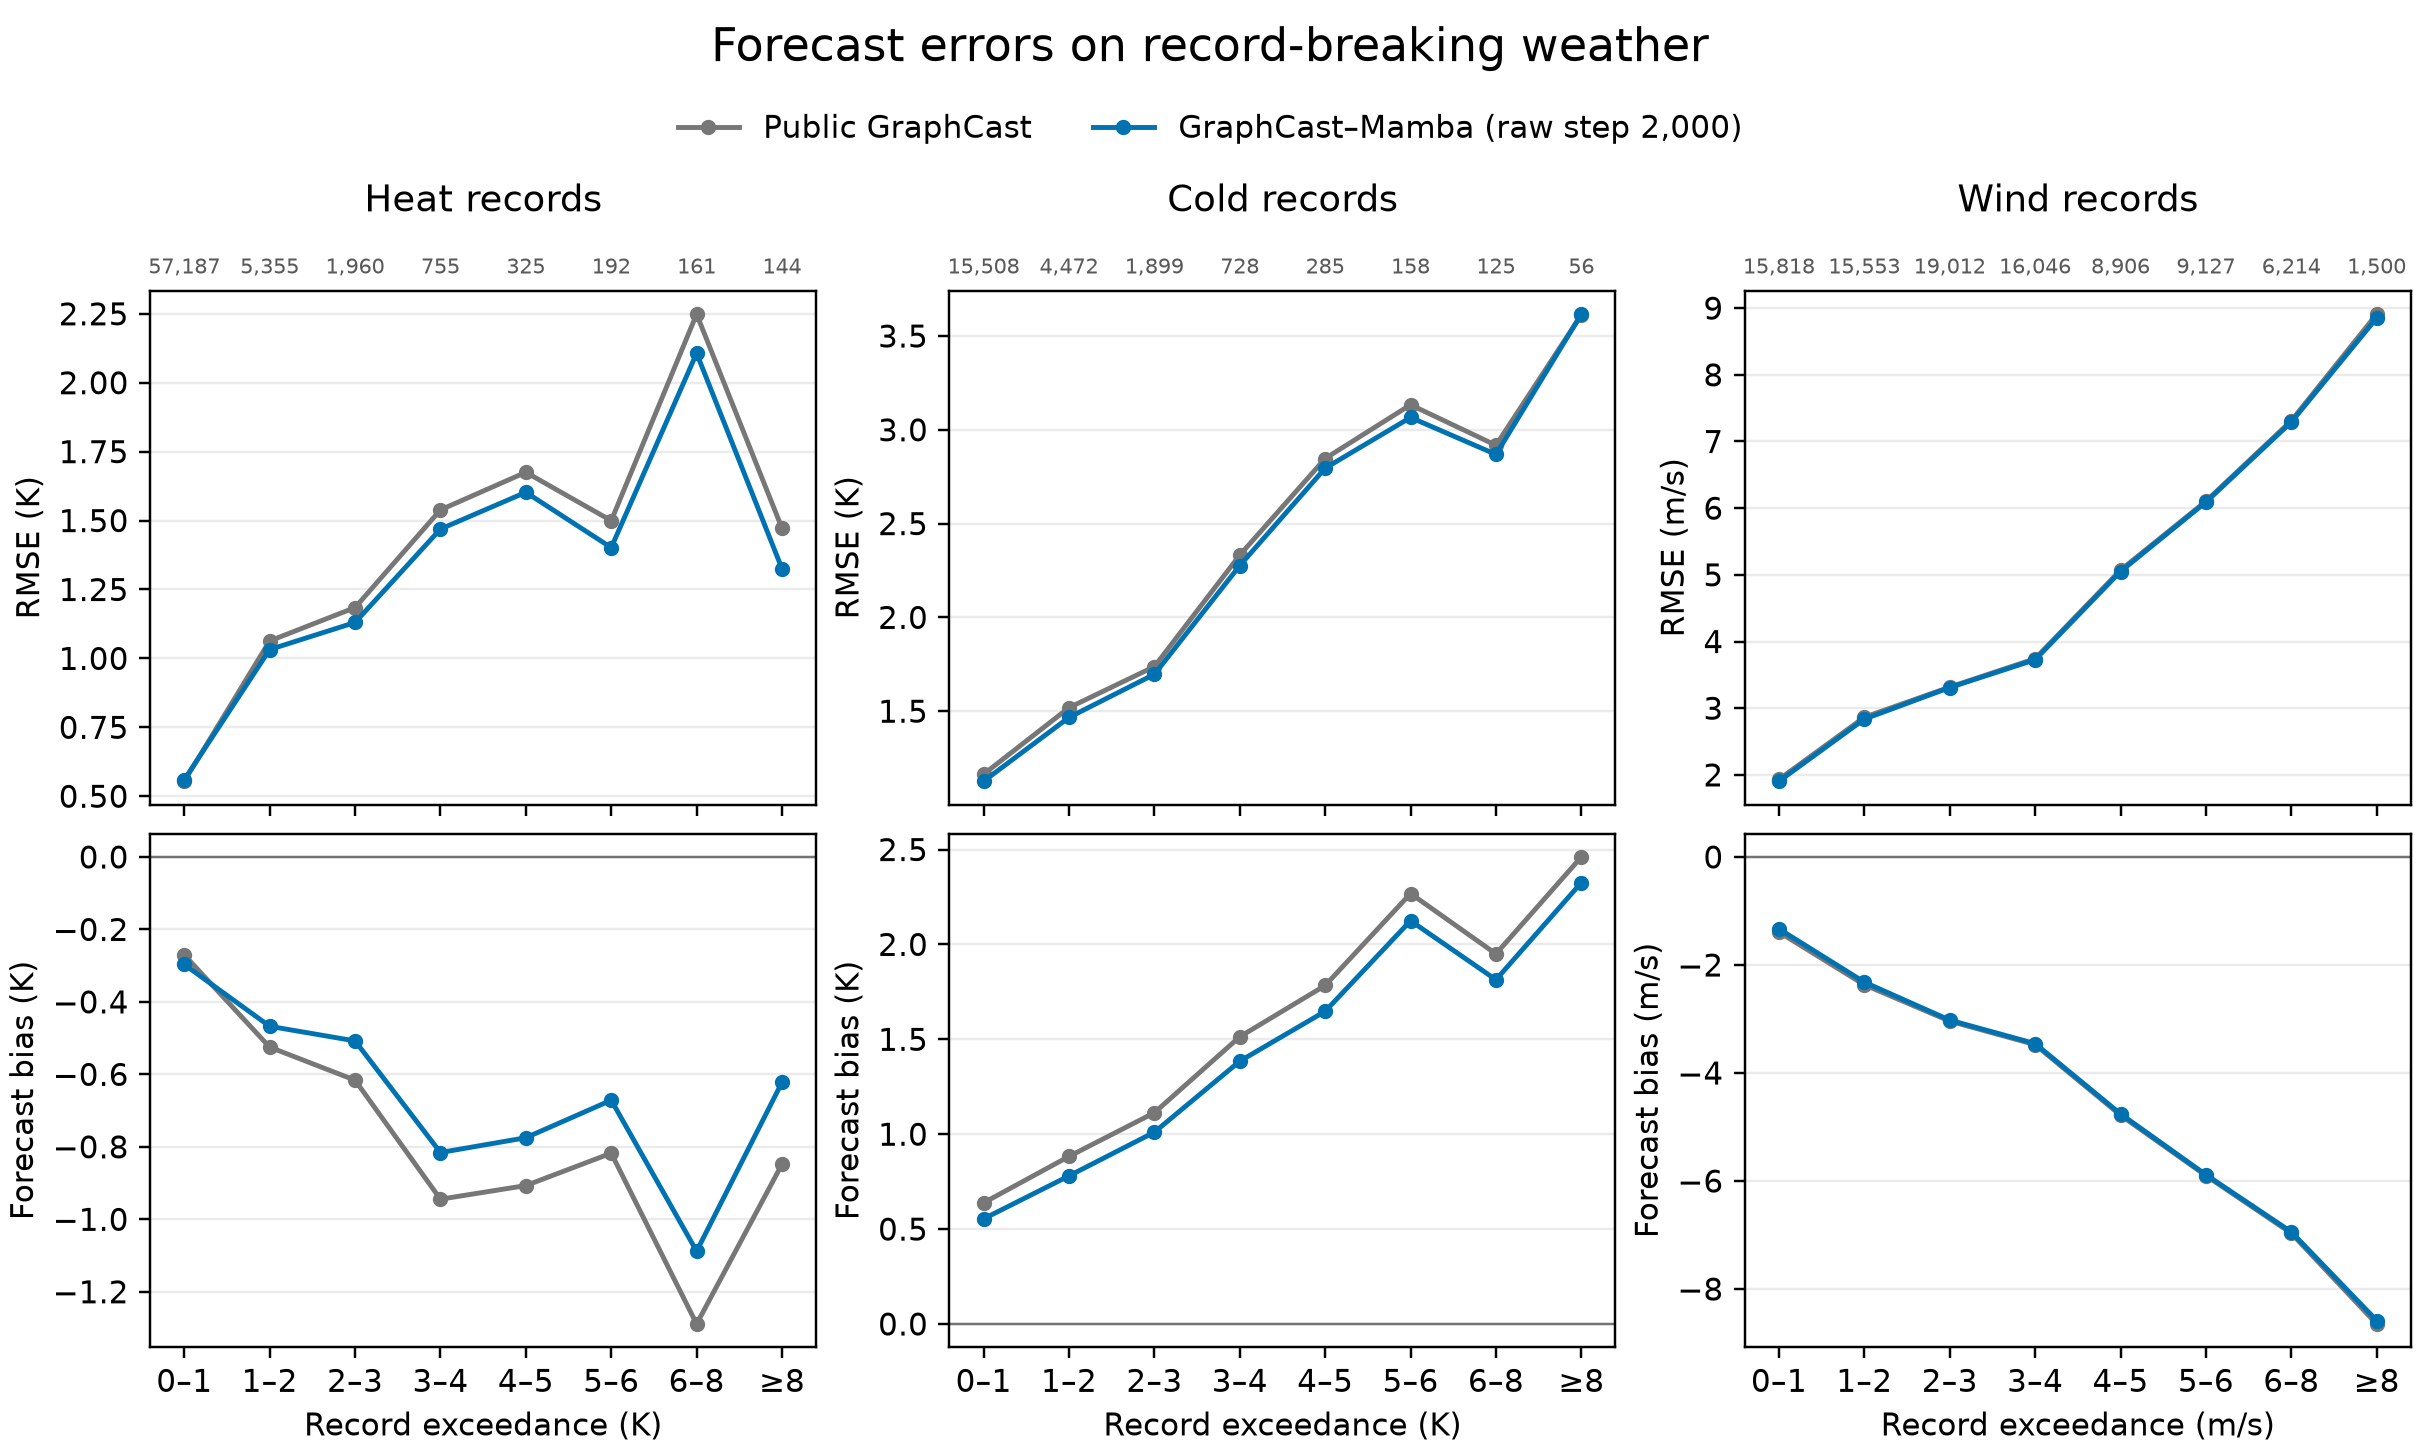 Forecast errors on record-breaking weather
Public GraphCast
GraphCast–Mamba (raw step 2,000)
Heat records
57,187 5,355 1,960 755 325 192 161 144
RMSE (K)
2.25
2.00
1.75
1.50
1.25
1.00
0.75
0.50
Cold records
15,508 4,472 1,899 728 285 158 125 56
RMSE (K)
3.5
3.0
2.5
2.0
1.5
Wind records
15,818 15,553 19,012 16,046 8,906 9,127 6,214 1,500
RMSE (m/s)
9
8
7
6
5
4
3
2
Forecast bias (K)
0.0
−0.2
−0.4
−0.6
−0.8
−1.0
−1.2
0–1 1–2 2–3 3–4 4–5 5–6 6–8 ≥8
Record exceedance (K)
Forecast bias (K)
2.5
2.0
1.5
1.0
0.5
0.0
0–1 1–2 2–3 3–4 4–5 5–6 6–8 ≥8
Record exceedance (K)
Forecast bias (m/s)
0
−2
−4
−6
−8
0–1 1–2 2–3 3–4 4–5 5–6 6–8 ≥8
Record exceedance (m/s)